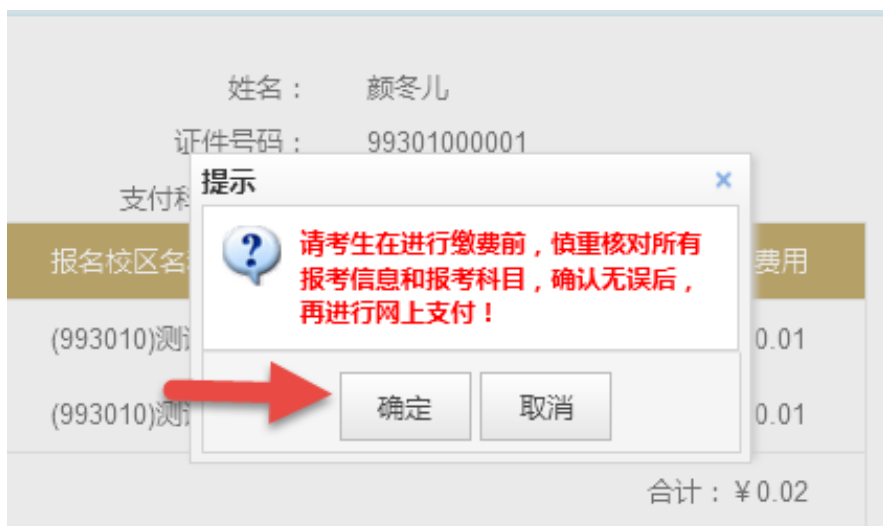 姓名： 颜冬儿
证件号码： 99301000001
支付科
提示
报名校区名
费用
请考生在进行缴费前，慎重核对所有
报考信息和报考科目，确认无误后，
再进行网上支付！
(993010)测试
0.01
确定 取消
(993010)测试
0.01
合计：￥0.02